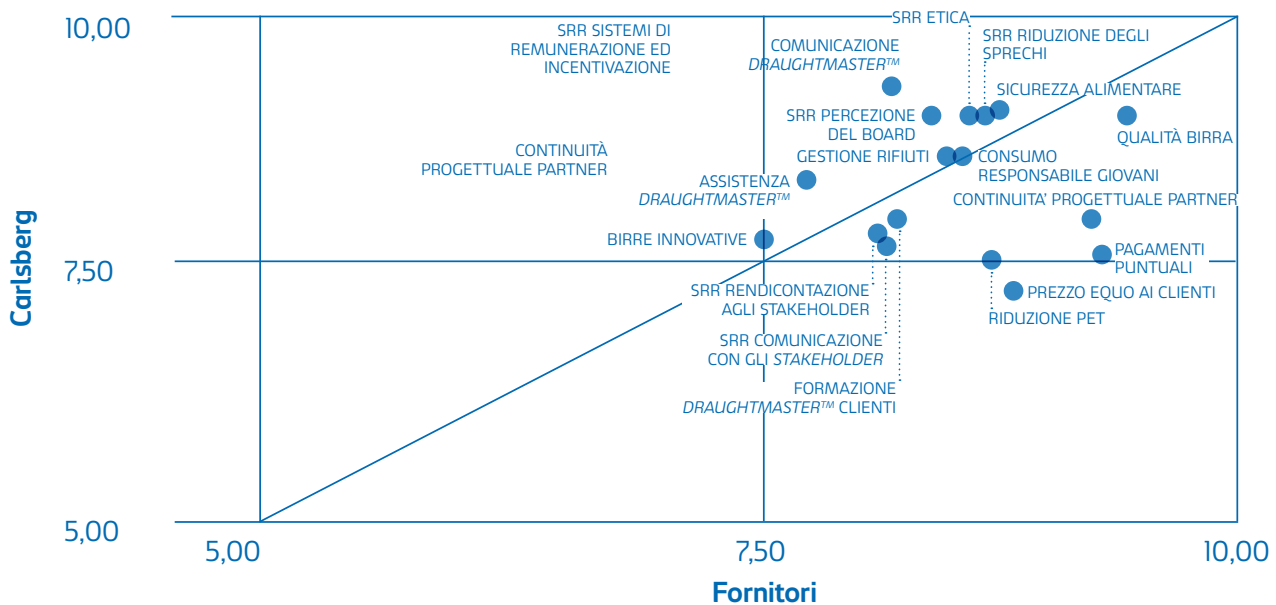 10,00
SRR SISTEMI DI
REMUNERAZIONE ED
INCENTIVAZIONE
SRR ETICA
COMUNICAZIONE
DRAUGHTMASTER™
SRR RIDUZIONE DEGLI
SPRECHI
SICUREZZA ALIMENTARE
SRR PERCEZIONE
DEL BOARD
QUALITÀ BIRRA
CONTINUITÀ
PROGETTUALE PARTNER
GESTIONE RIFIUTI
CONSUMO
RESPONSABILE GIOVANI
ASSISTENZA
DRAUGHTMASTER™
CONTINUITA' PROGETTUALE PARTNER
BIRRE INNOVATIVE
PAGAMENTI
PUNTUALI
7,50
Carlsberg
SRR RENDICONTAZIONE
AGLI STAKEHOLDER
PREZZO EQUO AI CLIENTI
RIDUZIONE PET
SRR COMUNICAZIONE
CON GLI STAKEHOLDER
FORMAZIONE
DRAUGHTMASTER™ CLIENTI
5,00
5,00
7,50
10,00
Fornitori